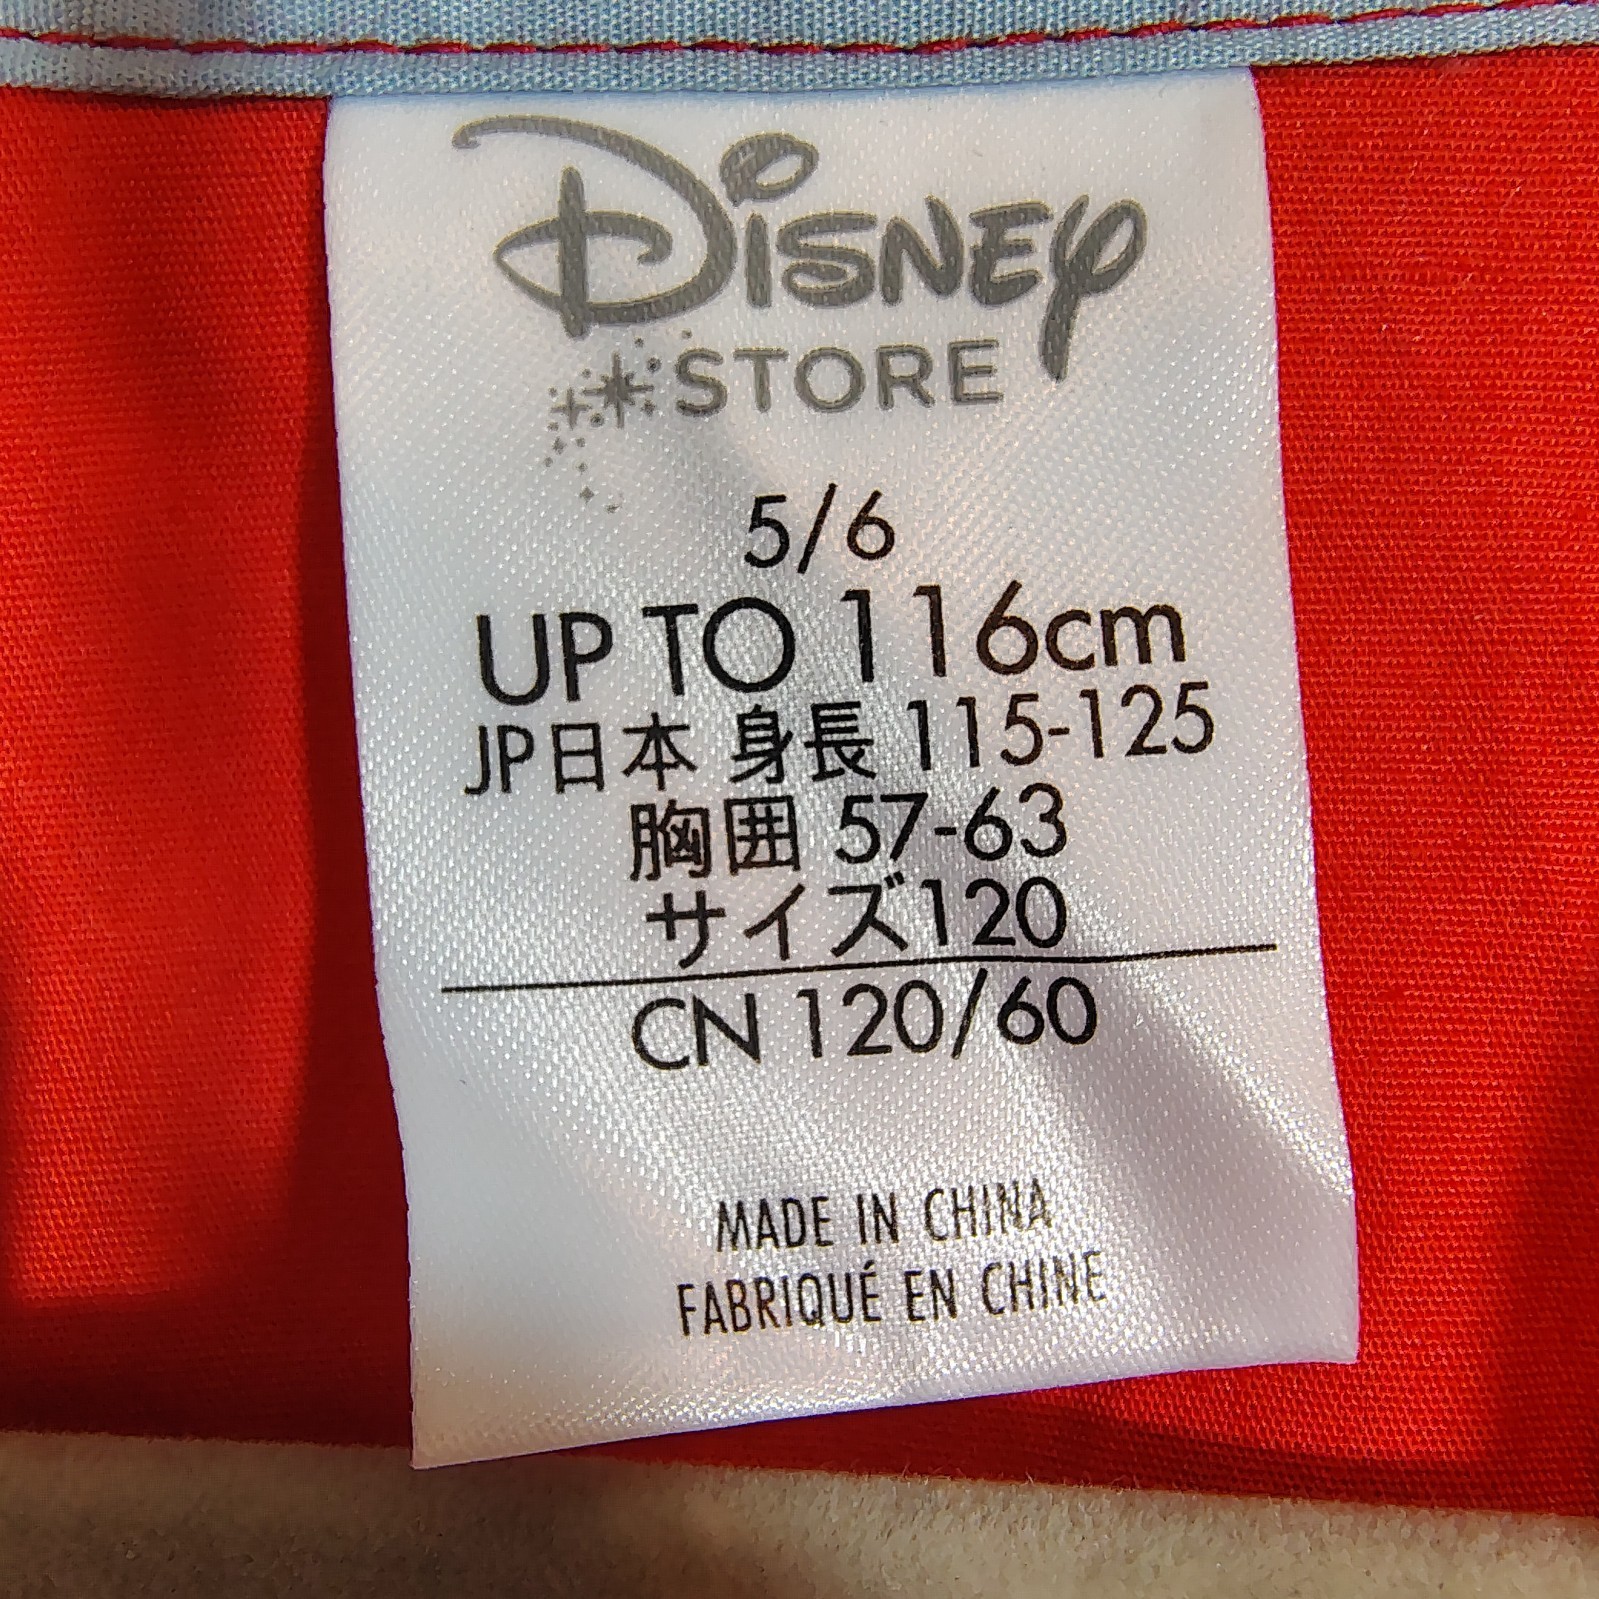 Disney
STORE
5/6
UP TO 116cm
JP日本 身長 115-125
胸囲 57-63
サイズ120
CN 120/60
MADE IN CHINA
FABRIQUÉ EN CHINE